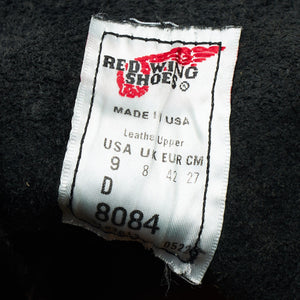 RED WING
SHOES®
MADE IN USA
Leather Upper
USA UK EUR CM
9 8 42 27
D
8084